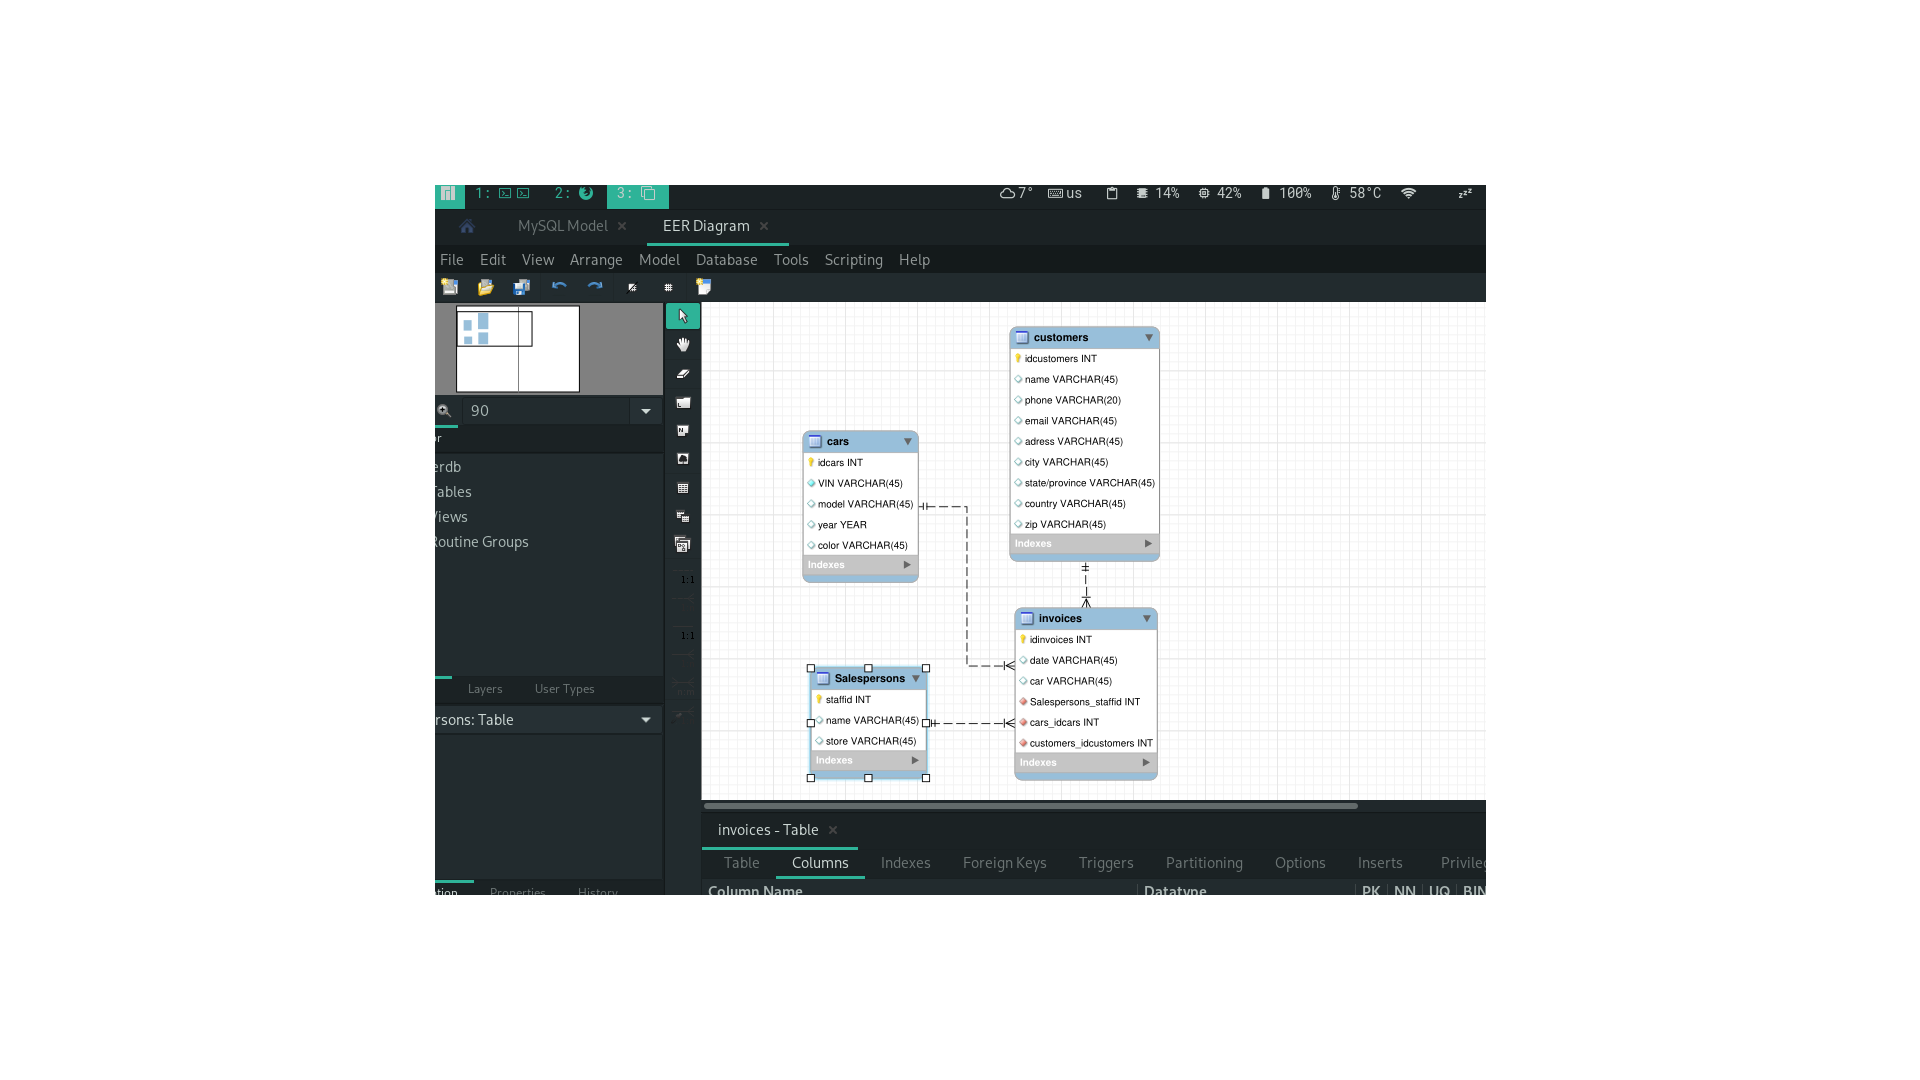 1: 2: 3: 7° us 14% 42% 100% 58°C zzz
MySQL Model × EER Diagram ×
File Edit View Arrange Model Database Tools Scripting Help
90
or
erdb
Tables
Views
Routine Groups
Layers User Types
rsons: Table
tion Properties History
1:1
1:1
customers
idcustomers INT
name VARCHAR(45)
phone VARCHAR(20)
email VARCHAR(45)
adress VARCHAR(45)
city VARCHAR(45)
state/province VARCHAR(45)
country VARCHAR(45)
zip VARCHAR(45)
Indexes
cars
idcars INT
VIN VARCHAR(45)
model VARCHAR(45)
year YEAR
color VARCHAR(45)
Indexes
Salespersons
staffid INT
name VARCHAR(45)
store VARCHAR(45)
Indexes
invoices
idinvoices INT
date VARCHAR(45)
car VARCHAR(45)
Salespersons_staffid INT
cars_idcars INT
customers_idcustomers INT
Indexes
invoices - Table ×
Table Columns Indexes Foreign Keys Triggers Partitioning Options Inserts Privileg
Column Name Datatype PK NN UQ BIN